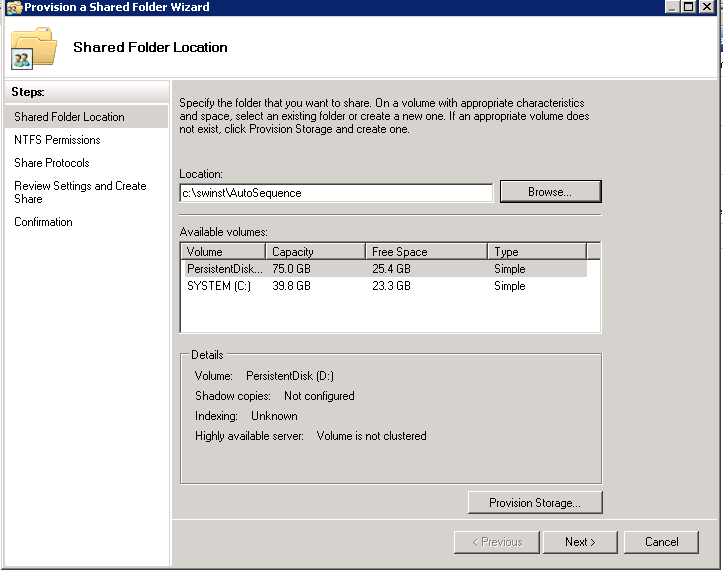 Provision a Shared Folder Wizard
Shared Folder Location
Steps:
Shared Folder Location
NTFS Permissions
Share Protocols
Review Settings and Create
Share
Confirmation
Specify the folder that you want to share. On a volume with appropriate characteristics
and space, select an existing folder or create a new one. If an appropriate volume does
not exist, click Provision Storage and create one.
Location:
c:\swinst\AutoSequence
Browse...
Available volumes:
Volume Capacity Free Space Type
PersistentDisk... 75.0 GB 25.4 GB Simple
SYSTEM (C:) 39.8 GB 23.3 GB Simple
Details
Volume: PersistentDisk (D:)
Shadow copies: Not configured
Indexing: Unknown
Highly available server: Volume is not clustered
Provision Storage...
< Previous Next > Cancel